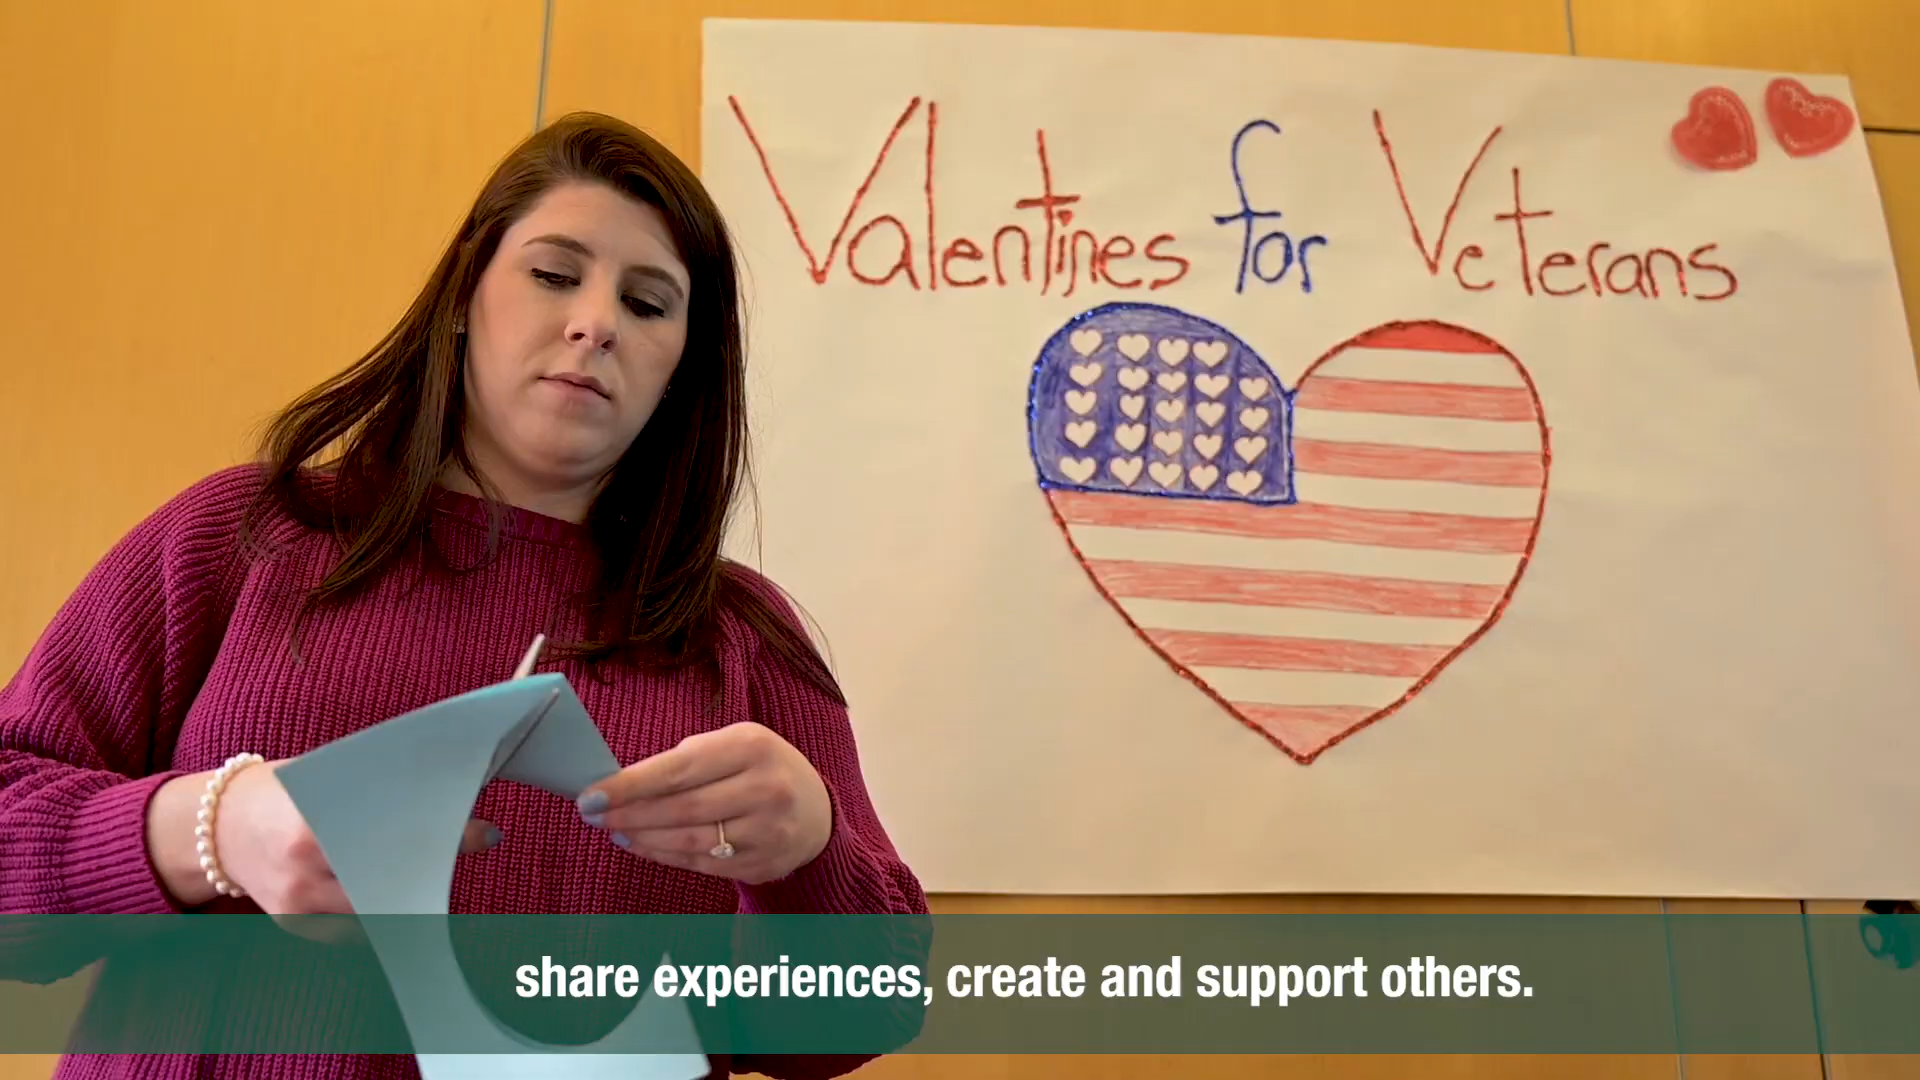 Valentines for Veterans
share experiences, create and support others.